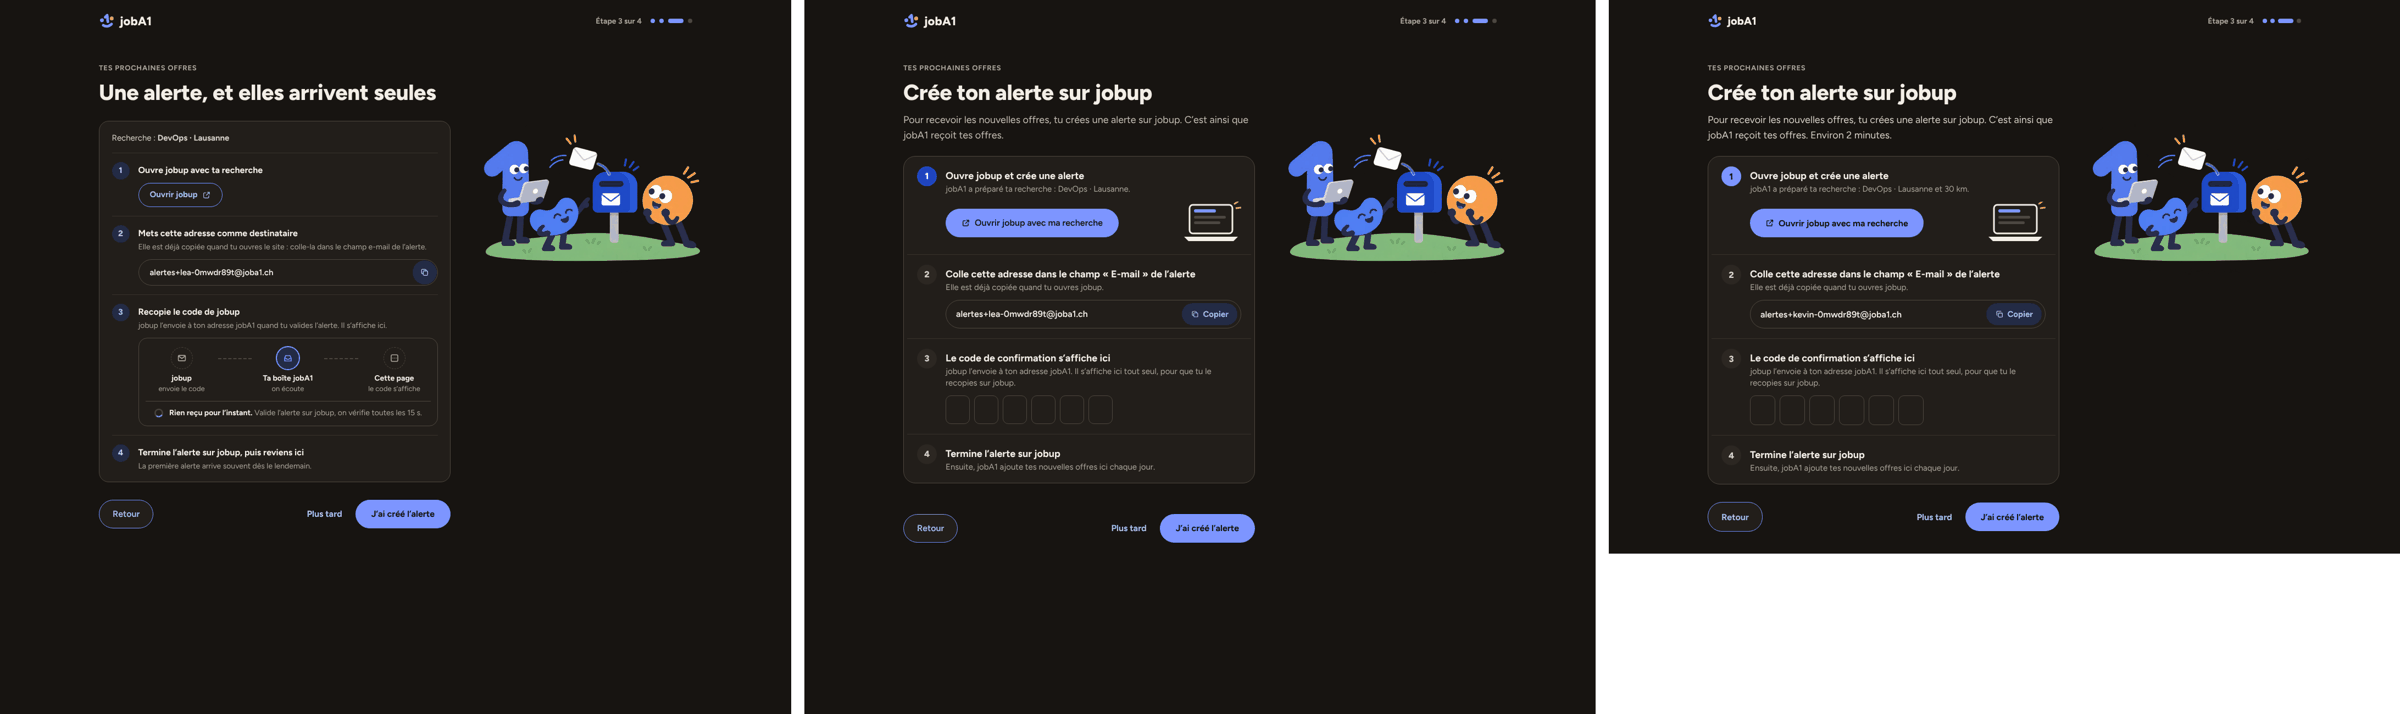 jobA1
Étape 3 sur 4
TES PROCHAINES OFFRES
Une alerte, et elles arrivent seules
Recherche : DevOps · Lausanne
1
Ouvre jobup avec ta recherche
Ouvrir jobup
2
Mets cette adresse comme destinataire
Elle est déjà copiée quand tu ouvres le site : colle-la dans le champ e-mail de l'alerte.
alertes+lea-0mwdr89t@joba1.ch
3
Recopie le code de jobup
jobup l'envoie à ton adresse jobA1 quand tu valides l'alerte. Il s'affiche ici.
jobup
envoie le code
Ta boîte jobA1
on écoute
Cette page
le code s'affiche
Rien reçu pour l'instant. Valide l'alerte sur jobup, on vérifie toutes les 15 s.
4
Termine l'alerte sur jobup, puis reviens ici
La première alerte arrive souvent dès le lendemain.
Retour
Plus tard
J'ai créé l'alerte
jobA1
Étape 3 sur 4
TES PROCHAINES OFFRES
Crée ton alerte sur jobup
Pour recevoir les nouvelles offres, tu crées une alerte sur jobup. C'est ainsi que
jobA1 reçoit tes offres.
1
Ouvre jobup et crée une alerte
jobA1 a préparé ta recherche : DevOps · Lausanne.
Ouvrir jobup avec ma recherche
2
Colle cette adresse dans le champ « E-mail » de l'alerte
Elle est déjà copiée quand tu ouvres jobup.
alertes+lea-0mwdr89t@joba1.ch
Copier
3
Le code de confirmation s'affiche ici
jobup l'envoie à ton adresse jobA1. Il s'affiche ici tout seul, pour que tu le
recopies sur jobup.
4
Termine l'alerte sur jobup
Ensuite, jobA1 ajoute tes nouvelles offres ici chaque jour.
Retour
Plus tard
J'ai créé l'alerte
jobA1
Étape 3 sur 4
TES PROCHAINES OFFRES
Crée ton alerte sur jobup
Pour recevoir les nouvelles offres, tu crées une alerte sur jobup. C'est ainsi que
jobA1 reçoit tes offres. Environ 2 minutes.
1
Ouvre jobup et crée une alerte
jobA1 a préparé ta recherche : DevOps · Lausanne et 30 km.
Ouvrir jobup avec ma recherche
2
Colle cette adresse dans le champ « E-mail » de l'alerte
Elle est déjà copiée quand tu ouvres jobup.
alertes+kevin-0mwdr89t@joba1.ch
Copier
3
Le code de confirmation s'affiche ici
jobup l'envoie à ton adresse jobA1. Il s'affiche ici tout seul, pour que tu le
recopies sur jobup.
4
Termine l'alerte sur jobup
Ensuite, jobA1 ajoute tes nouvelles offres ici chaque jour.
Retour
Plus tard
J'ai créé l'alerte